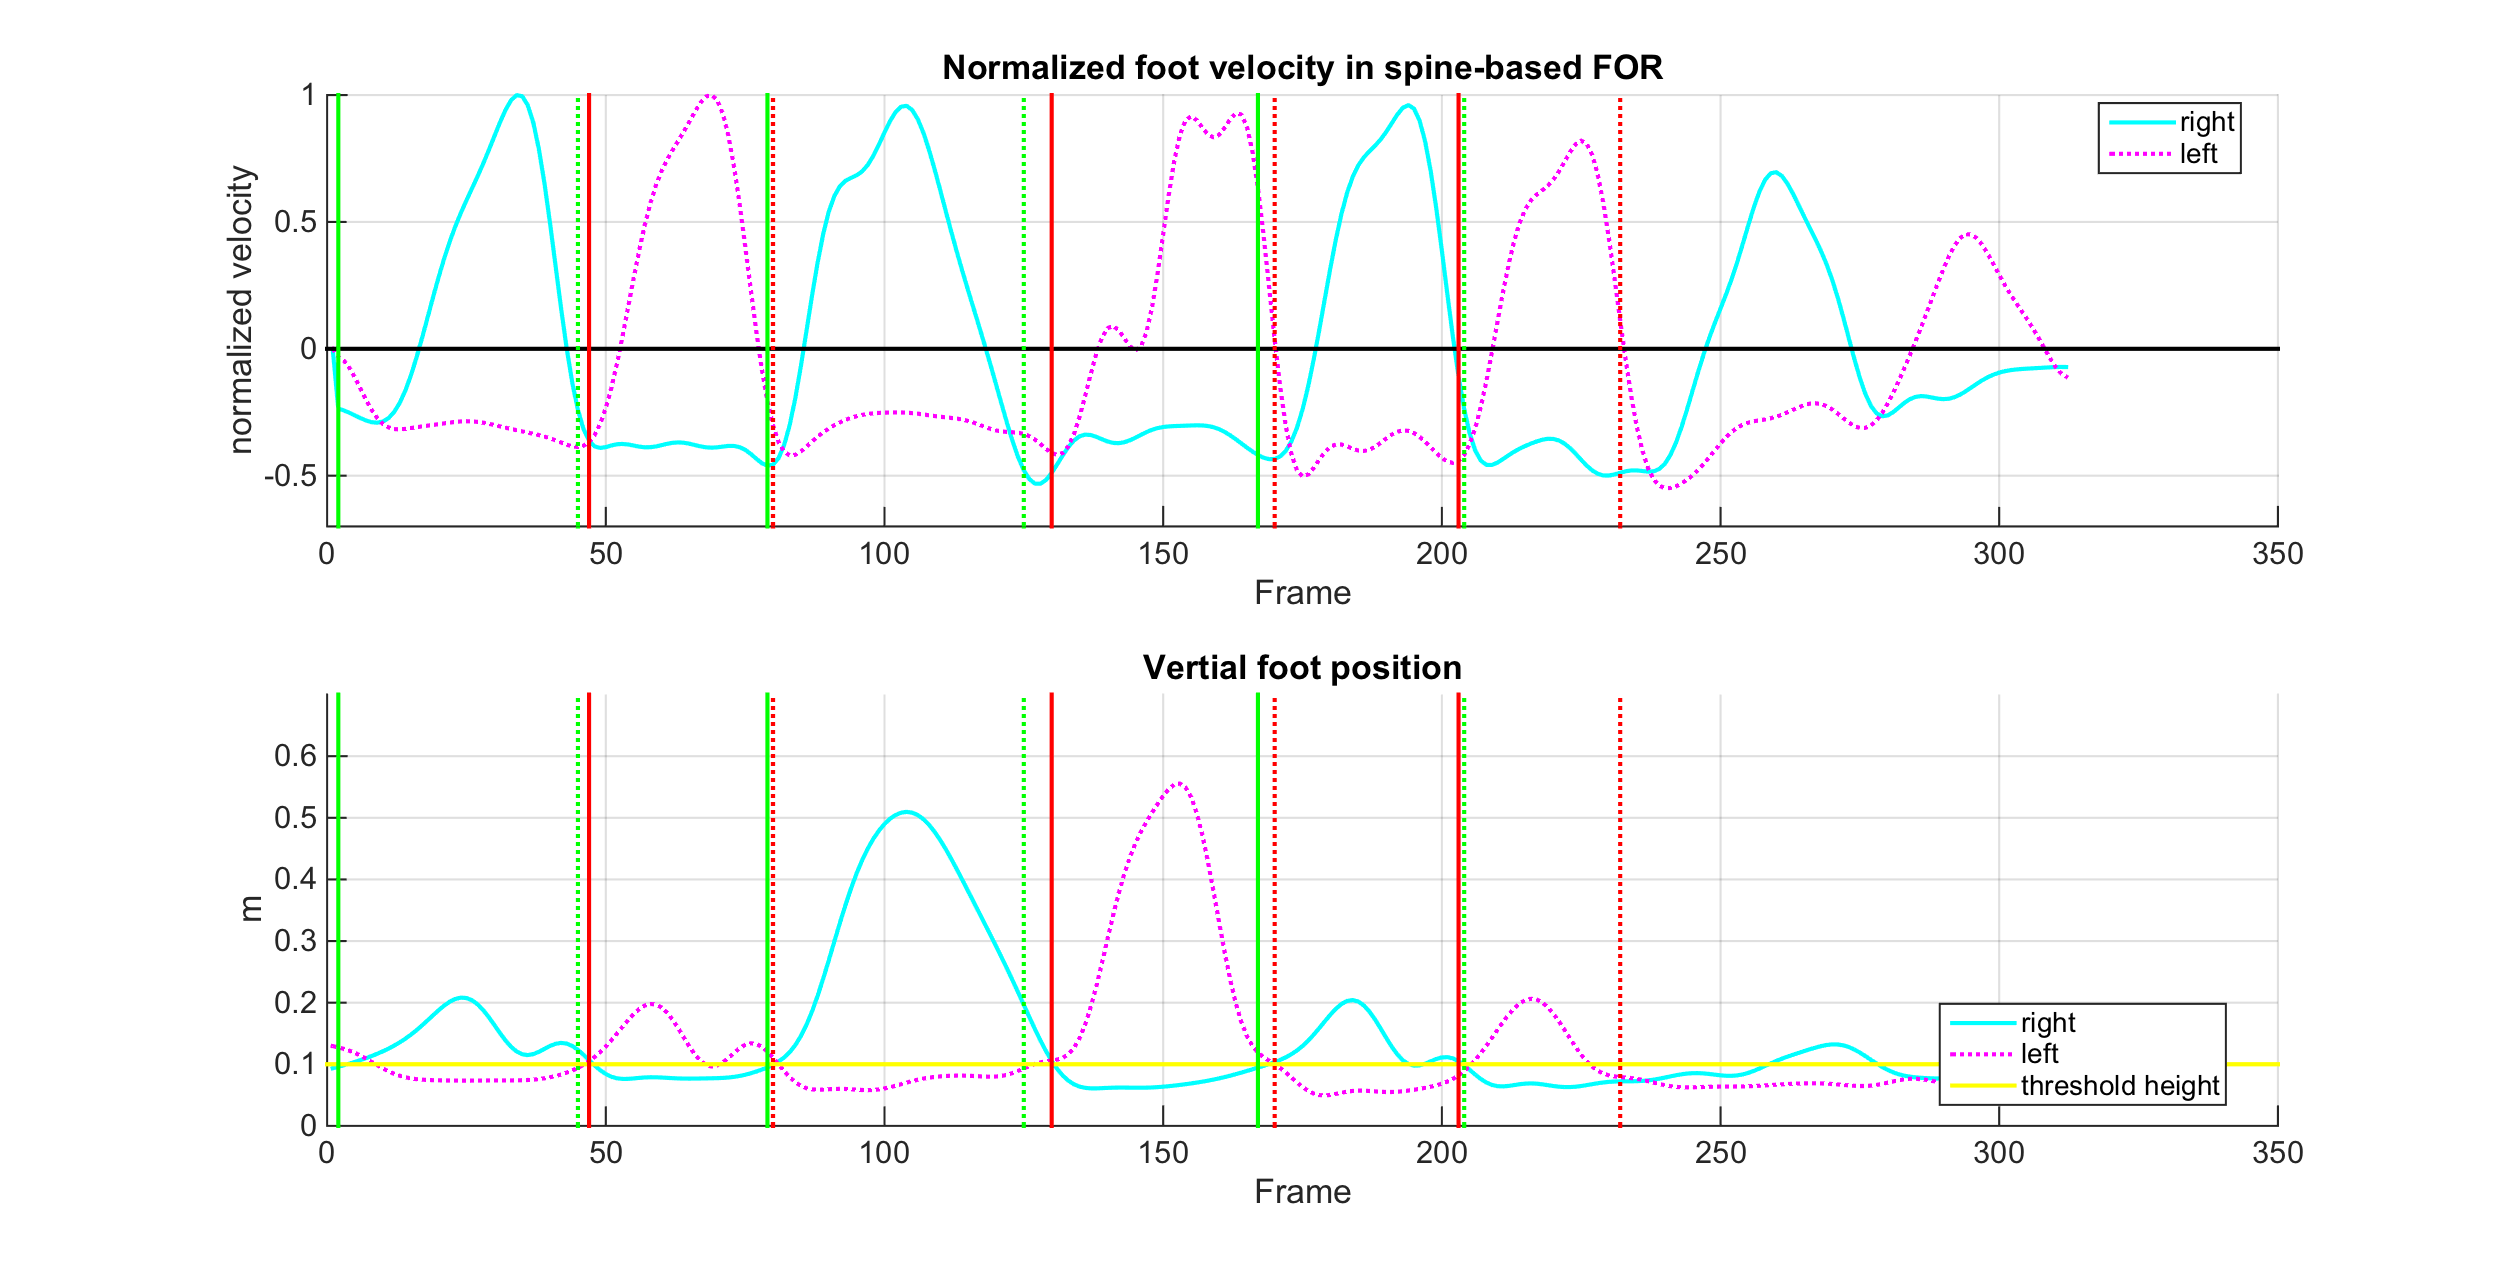 Normalized foot velocity in spine-based FOR
normalized velocity
1
0.5
0
-0.5
right
left
0 50 100 150 200 250 300 350
Frame
Vertial foot position
m
0.6
0.5
0.4
0.3
0.2
0.1
0
right
left
threshold height
0 50 100 150 200 250 300 350
Frame